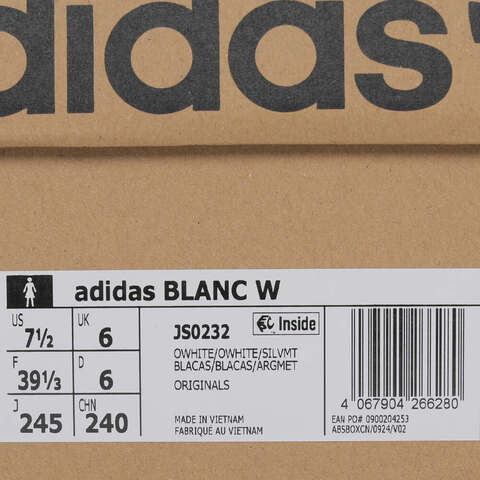 adidas
adidas BLANC W
US 7½ UK 6
F 39⅓ D 6
J 245 CHN 240
JS0232
Inside
OWHITE/OWHITE/SILVMT
BLACAS/BLACAS/ARGMET
ORIGINALS
MADE IN VIETNAM
FABRIQUE AU VIETNAM
4 067904 266280
EAN PO# 0900204253
ABSBOXCN/0924/V02